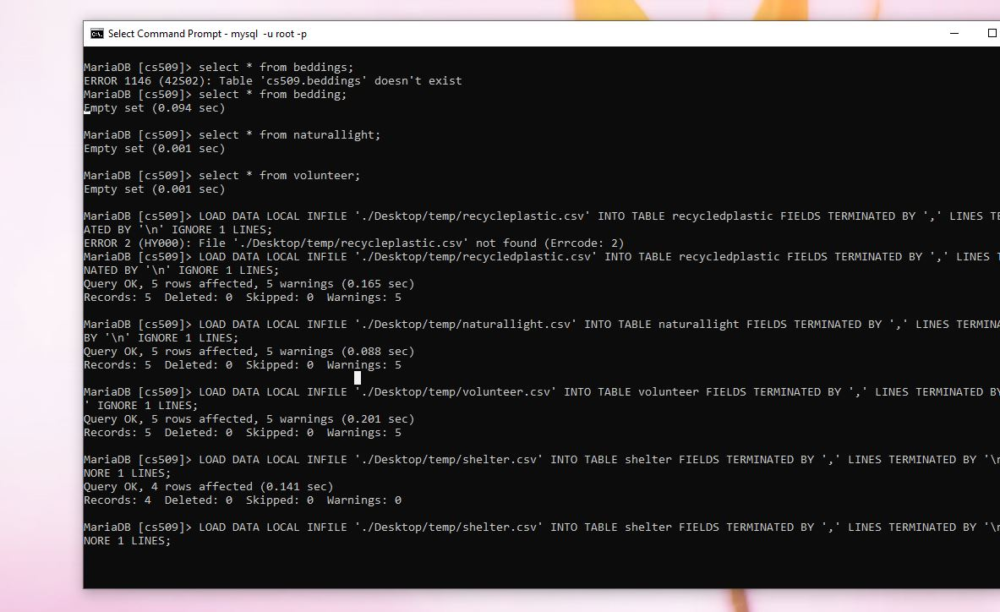 Select Command Prompt - mysql  -u root -p
MariaDB [cs509]> select * from beddings;
ERROR 1146 (42S02): Table 'cs509.beddings' doesn't exist
MariaDB [cs509]> select * from bedding;
Empty set (0.094 sec)
MariaDB [cs509]> select * from naturallight;
Empty set (0.001 sec)
MariaDB [cs509]> select * from volunteer;
Empty set (0.001 sec)
MariaDB [cs509]> LOAD DATA LOCAL INFILE './Desktop/temp/recycleplastic.csv' INTO TABLE recycledplastic FIELDS TERMINATED BY ',' LINES TE
ATED BY '\n' IGNORE 1 LINES;
ERROR 2 (HY000): File './Desktop/temp/recycleplastic.csv' not found (Errcode: 2)
MariaDB [cs509]> LOAD DATA LOCAL INFILE './Desktop/temp/recycledplastic.csv' INTO TABLE recycledplastic FIELDS TERMINATED BY ',' LINES T
NATED BY '\n' IGNORE 1 LINES;
Query OK, 5 rows affected, 5 warnings (0.165 sec)
Records: 5  Deleted: 0  Skipped: 0  Warnings: 5
MariaDB [cs509]> LOAD DATA LOCAL INFILE './Desktop/temp/naturallight.csv' INTO TABLE naturallight FIELDS TERMINATED BY ',' LINES TERMINA
BY '\n' IGNORE 1 LINES;
Query OK, 5 rows affected, 5 warnings (0.088 sec)
Records: 5  Deleted: 0  Skipped: 0  Warnings: 5
MariaDB [cs509]> LOAD DATA LOCAL INFILE './Desktop/temp/volunteer.csv' INTO TABLE volunteer FIELDS TERMINATED BY ',' LINES TERMINATED BY
' IGNORE 1 LINES;
Query OK, 5 rows affected, 5 warnings (0.201 sec)
Records: 5  Deleted: 0  Skipped: 0  Warnings: 5
MariaDB [cs509]> LOAD DATA LOCAL INFILE './Desktop/temp/shelter.csv' INTO TABLE shelter FIELDS TERMINATED BY ',' LINES TERMINATED BY '\n
NORE 1 LINES;
Query OK, 4 rows affected (0.141 sec)
Records: 4  Deleted: 0  Skipped: 0  Warnings: 0
MariaDB [cs509]> LOAD DATA LOCAL INFILE './Desktop/temp/shelter.csv' INTO TABLE shelter FIELDS TERMINATED BY ',' LINES TERMINATED BY '\n
NORE 1 LINES;